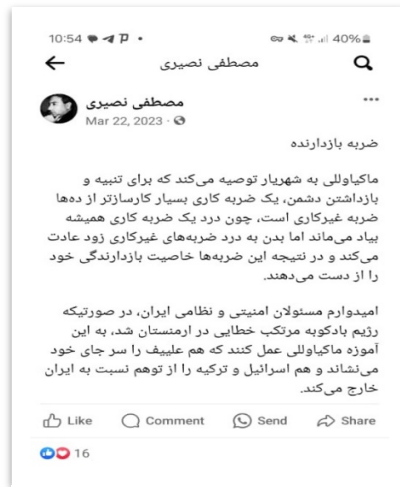 10:54
40%
مصطفی نصیری
مصطفی نصیری
Mar 22, 2023 ·
ضربه بازدارنده
ماکیاوللی به شهریار توصیه می‌کند که برای تنبیه و
بازداشتن دشمن، یک ضربه کاری بسیار کارسازتر از ده‌ها
ضربه غیرکاری است، چون درد یک ضربه کاری همیشه
بیاد می‌ماند اما بدن به درد ضربه‌های غیرکاری زود عادت
می‌کند و در نتیجه این ضربه‌ها خاصیت بازدارندگی خود
را از دست می‌دهند.
امیدوارم مسئولان امنیتی و نظامی ایران، در صورتیکه
رژیم بادکوبه مرتکب خطایی در ارمنستان شد، به این
آموزه ماکیاوللی عمل کنند که هم علییف را سر جای خود
می‌نشاند و هم اسرائیل و ترکیه را از توهم نسبت به ایران
خارج می‌کند.
Like Comment Send Share
16